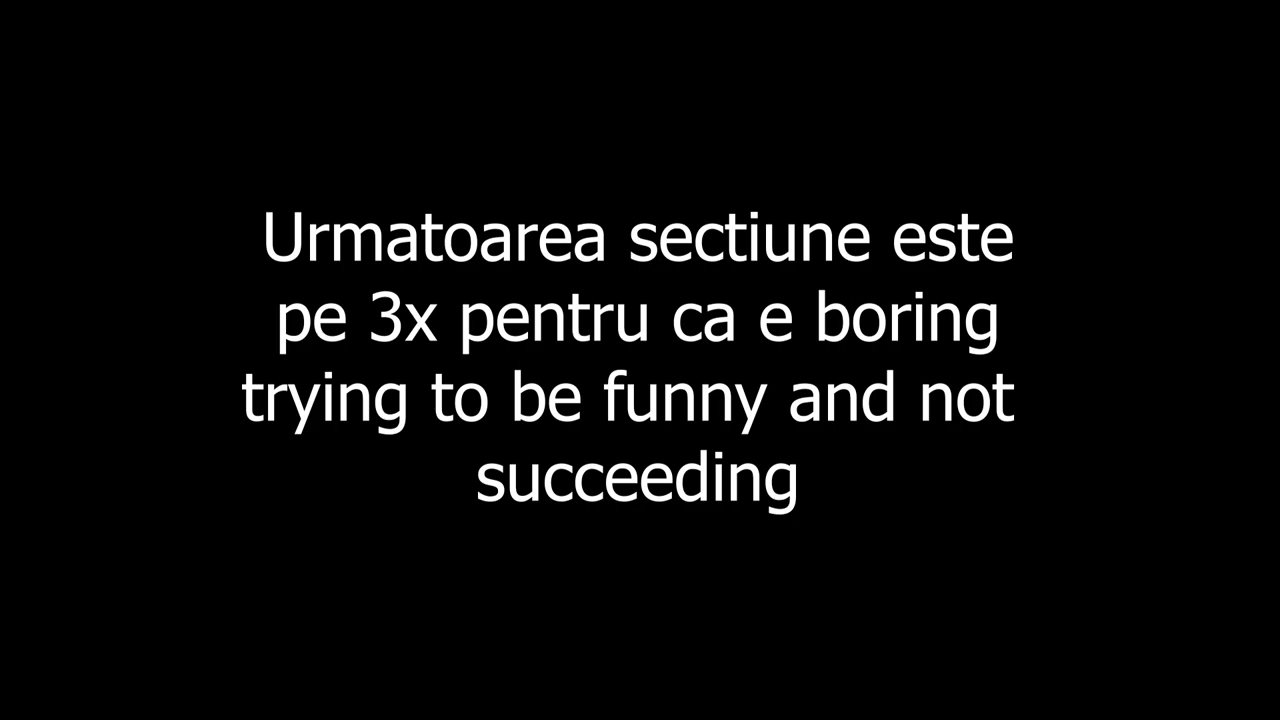 Urmatoarea sectiune este
pe 3x pentru ca e boring
trying to be funny and not
succeeding